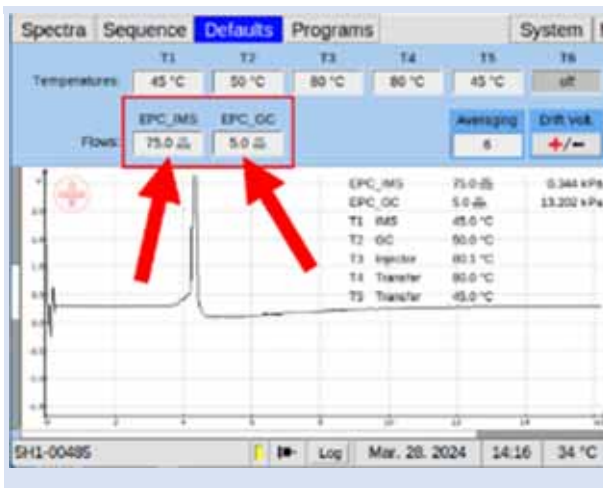 Spectra Sequence Defaults Programs System
T1 T2 T3 T4 T5 T6
Temperatures: 45 °C 50 °C 80 °C 80 °C 45 °C off
EPC_IMS EPC_GC Averaging Drift Volt.
Flows: 75.0 5.0 6 +/-
EPC_IMS 75.0 0.344 kPa
EPC_GC 5.0 13.202 kPa
T1 IMS 45.0 °C
T2 GC 50.0 °C
T3 Injector 80.1 °C
T4 Transfer 80.0 °C
T5 Transfer 45.0 °C
5H1-00485 Log Mar. 28. 2024 14:16 34 °C